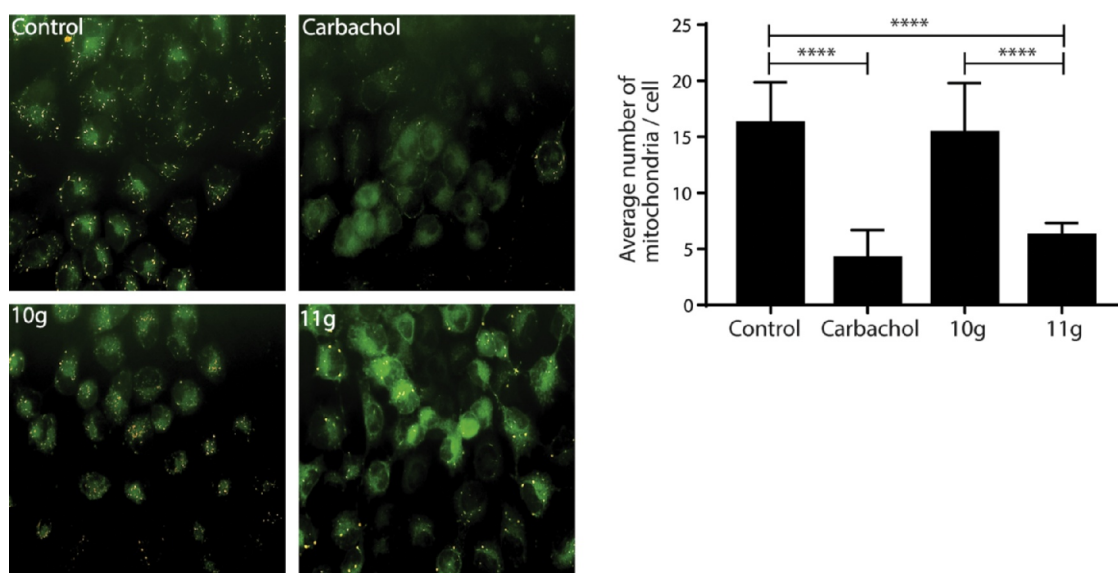 Control
Carbachol
10g
11g
Average number of
mitochondria / cell
25
20
15
10
5
0
****
****
****
Control
Carbachol
10g
11g